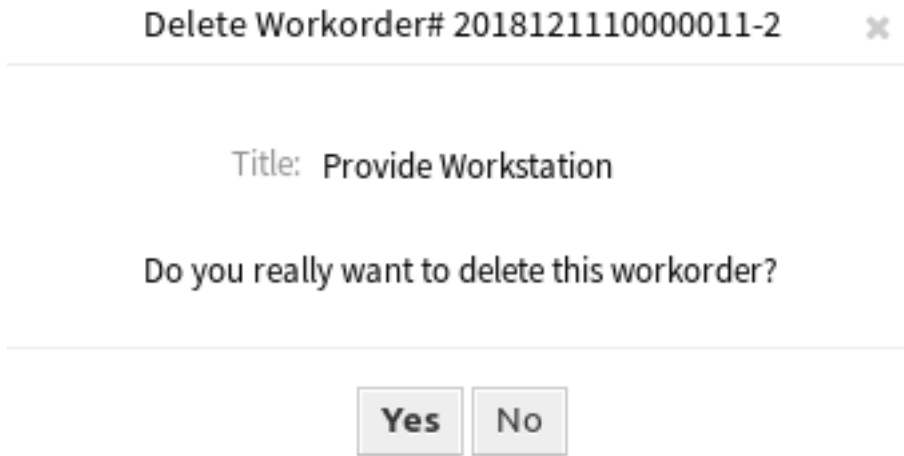 Delete Workorder# 2018121110000011-2
Title: Provide Workstation
Do you really want to delete this workorder?
Yes No